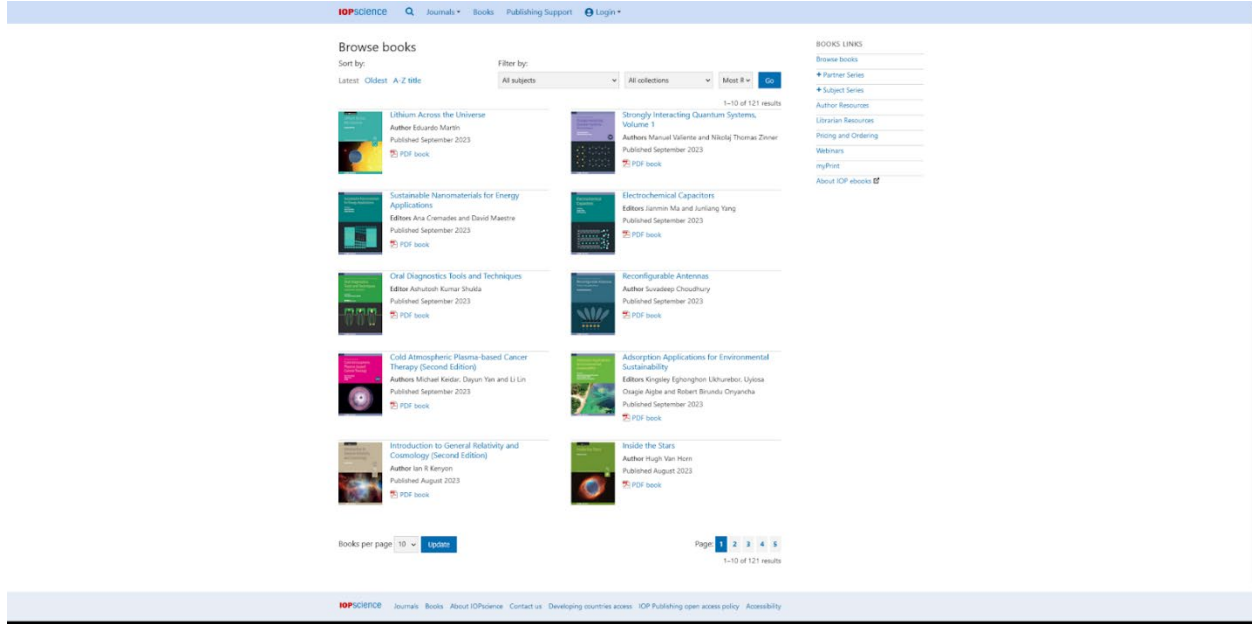 IOPSCIENCE Journals Books Publishing Support Login
Browse books
Sort by:
Latest Oldest A-Z title
Filter by:
All subjects All collections Most R Go
1–10 of 121 results
Lithium Across the Universe
Author Eduardo Martín
Published September 2023
PDF book
Strongly Interacting Quantum Systems,
Volume 1
Authors Manuel Valiente and Nikolaj Thomas Zinner
Published September 2023
PDF book
Sustainable Nanomaterials for Energy
Applications
Editors Ana Cremades and David Maestre
Published September 2023
PDF book
Electrochemical Capacitors
Editors Jianmin Ma and Junliang Yang
Published September 2023
PDF book
Oral Diagnostics Tools and Techniques
Editor Ashutosh Kumar Shukla
Published September 2023
PDF book
Reconfigurable Antennas
Author Suvadeep Choudhury
Published September 2023
PDF book
Cold Atmospheric Plasma-based Cancer
Therapy (Second Edition)
Authors Michael Keidar, Dayun Yan and Li Lin
Published September 2023
PDF book
Adsorption Applications for Environmental
Sustainability
Editors Kingsley Eghonghon Ukhurebor, Uyiosa
Osagie Aigbe and Robert Birundu Onyancha
Published September 2023
PDF book
Introduction to General Relativity and
Cosmology (Second Edition)
Author Ian R Kenyon
Published August 2023
PDF book
Inside the Stars
Author Hugh Van Horn
Published August 2023
PDF book
Books per page 10 Update
Page: 1 2 3 4 5
1–10 of 121 results
BOOKS LINKS
Browse books
+ Partner Series
+ Subject Series
Author Resources
Librarian Resources
Pricing and Ordering
Webinars
myPrint
About IOP ebooks
IOPSCIENCE Journals Books About IOPscience Contact us Developing countries access IOP Publishing open access policy Accessibility